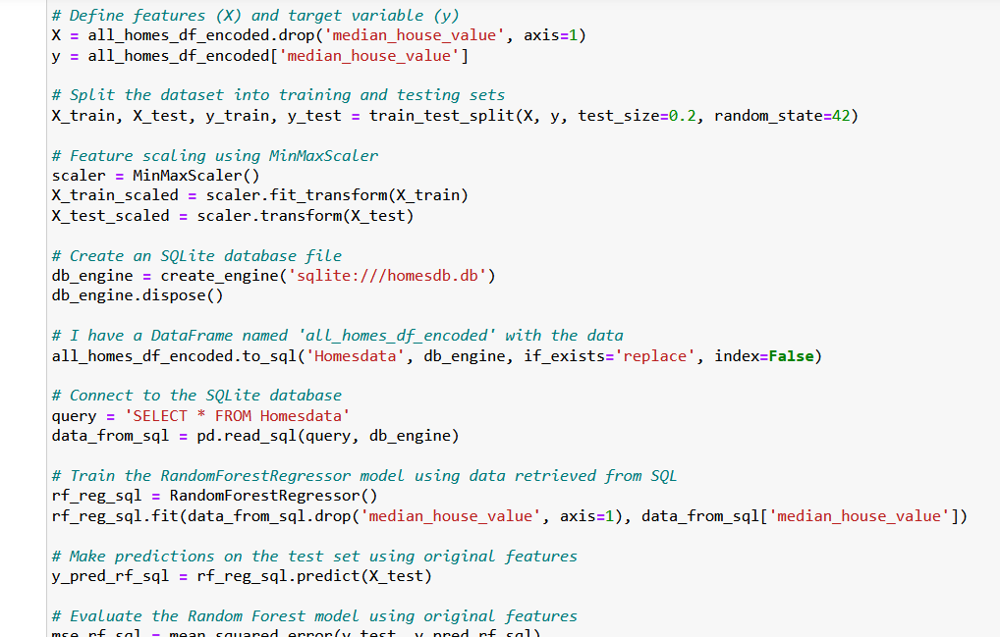 # Define features (X) and target variable (y)
X = all_homes_df_encoded.drop('median_house_value', axis=1)
y = all_homes_df_encoded['median_house_value']
# Split the dataset into training and testing sets
X_train, X_test, y_train, y_test = train_test_split(X, y, test_size=0.2, random_state=42)
# Feature scaling using MinMaxScaler
scaler = MinMaxScaler()
X_train_scaled = scaler.fit_transform(X_train)
X_test_scaled = scaler.transform(X_test)
# Create an SQLite database file
db_engine = create_engine('sqlite:///homesdb.db')
db_engine.dispose()
# I have a DataFrame named 'all_homes_df_encoded' with the data
all_homes_df_encoded.to_sql('Homesdata', db_engine, if_exists='replace', index=False)
# Connect to the SQLite database
query = 'SELECT * FROM Homesdata'
data_from_sql = pd.read_sql(query, db_engine)
# Train the RandomForestRegressor model using data retrieved from SQL
rf_reg_sql = RandomForestRegressor()
rf_reg_sql.fit(data_from_sql.drop('median_house_value', axis=1), data_from_sql['median_house_value'])
# Make predictions on the test set using original features
y_pred_rf_sql = rf_reg_sql.predict(X_test)
# Evaluate the Random Forest model using original features
mse_rf_sql = mean_squared_error(y_test, y_pred_rf_sql)